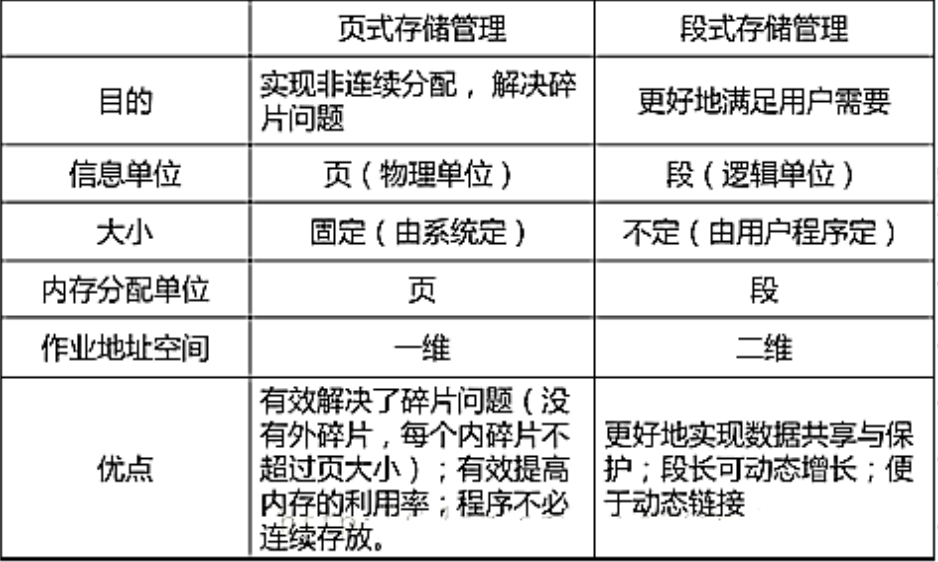 页式存储管理 段式存储管理
目的 实现非连续分配，解决碎片问题 更好地满足用户需要
信息单位 页（物理单位） 段（逻辑单位）
大小 固定（由系统定） 不定（由用户程序定）
内存分配单位 页 段
作业地址空间 一维 二维
优点 有效解决了碎片问题（没有外碎片，每个内碎片不超过页大小）；有效提高内存的利用率；程序不必连续存放。 更好地实现数据共享与保护；段长可动态增长；便于动态链接